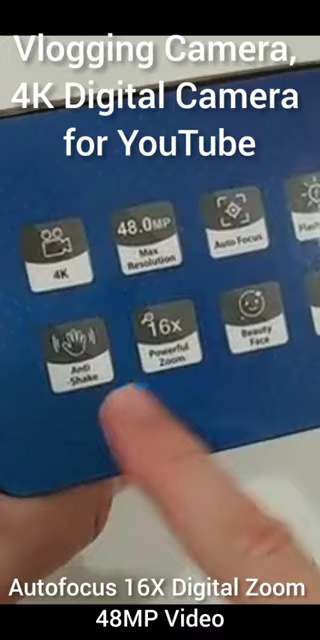 Vlogging Camera,
4K Digital Camera
for YouTube
48.0MP
Max
Resolution
Auto Focus
Flash
4K
Anti
-Shake
16x
Powerful
Zoom
Beauty
Face
Autofocus 16X Digital Zoom
48MP Video